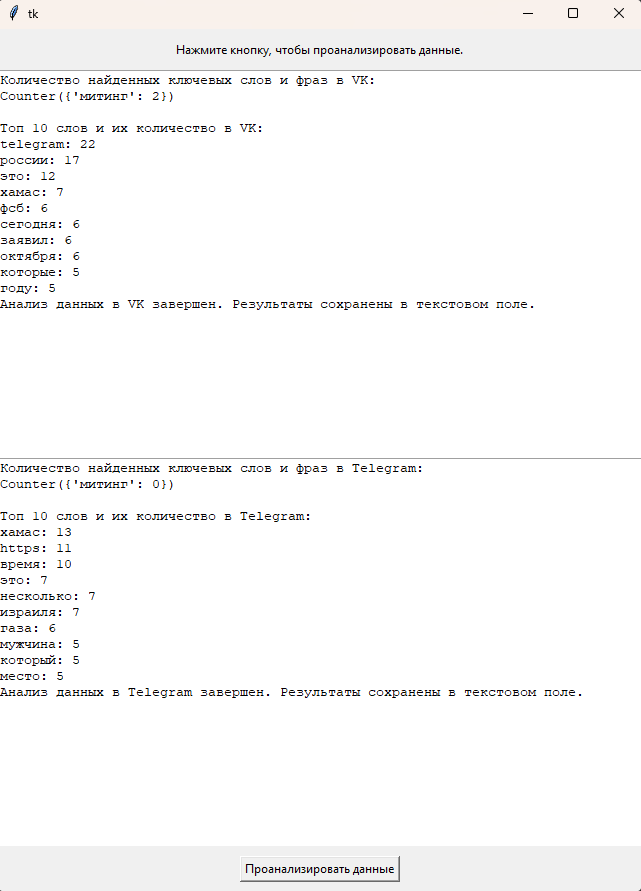 tk
Нажмите кнопку, чтобы проанализировать данные.
Количество найденных ключевых слов и фраз в VK:
Counter({'митинг': 2})
Топ 10 слов и их количество в VK:
telegram: 22
россии: 17
это: 12
хамас: 7
фсб: 6
сегодня: 6
заявил: 6
октября: 6
которые: 5
году: 5
Анализ данных в VK завершен. Результаты сохранены в текстовом поле.
Количество найденных ключевых слов и фраз в Telegram:
Counter({'митинг': 0})
Топ 10 слов и их количество в Telegram:
хамас: 13
https: 11
время: 10
это: 7
несколько: 7
израиля: 7
газа: 6
мужчина: 5
который: 5
место: 5
Анализ данных в Telegram завершен. Результаты сохранены в текстовом поле.
Проанализировать данные